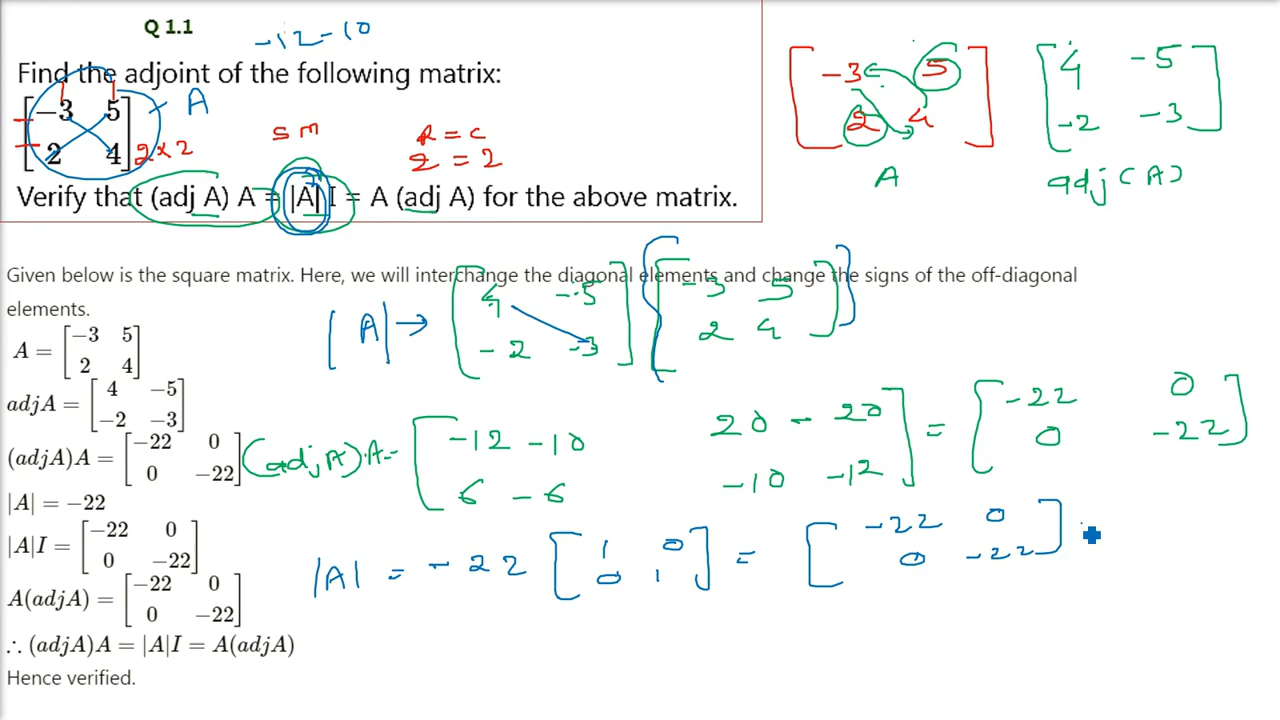 Q 1.1
-12-10
Find the adjoint of the following matrix:
[-3 5
2 4]
A
2×2
S M
R = C
2 = 2
Verify that (adj A) A = |A| I = A (adj A) for the above matrix.
[-3 5
2 4]
A
[4 -5
-2 -3]
adj (A)
Given below is the square matrix. Here, we will interchange the diagonal elements and change the signs of the off-diagonal
elements.
|A| → [4 -5
-2 -3] [-3 5
2 4]
A = [-3 5
2 4]
adjA = [4 -5
-2 -3]
(adjA)A = [-22 0
0 -22]
(adjA).A = [-12 -10 20 - 20
6 - 6 -10 -12] = [-22 0
0 -22]
|A| = -22
|A|I = [-22 0
0 -22]
|A| = -22 [1 0
0 1] = [-22 0
0 -22]
A(adjA) = [-22 0
0 -22]
∴ (adjA)A = |A|I = A(adjA)
Hence verified.